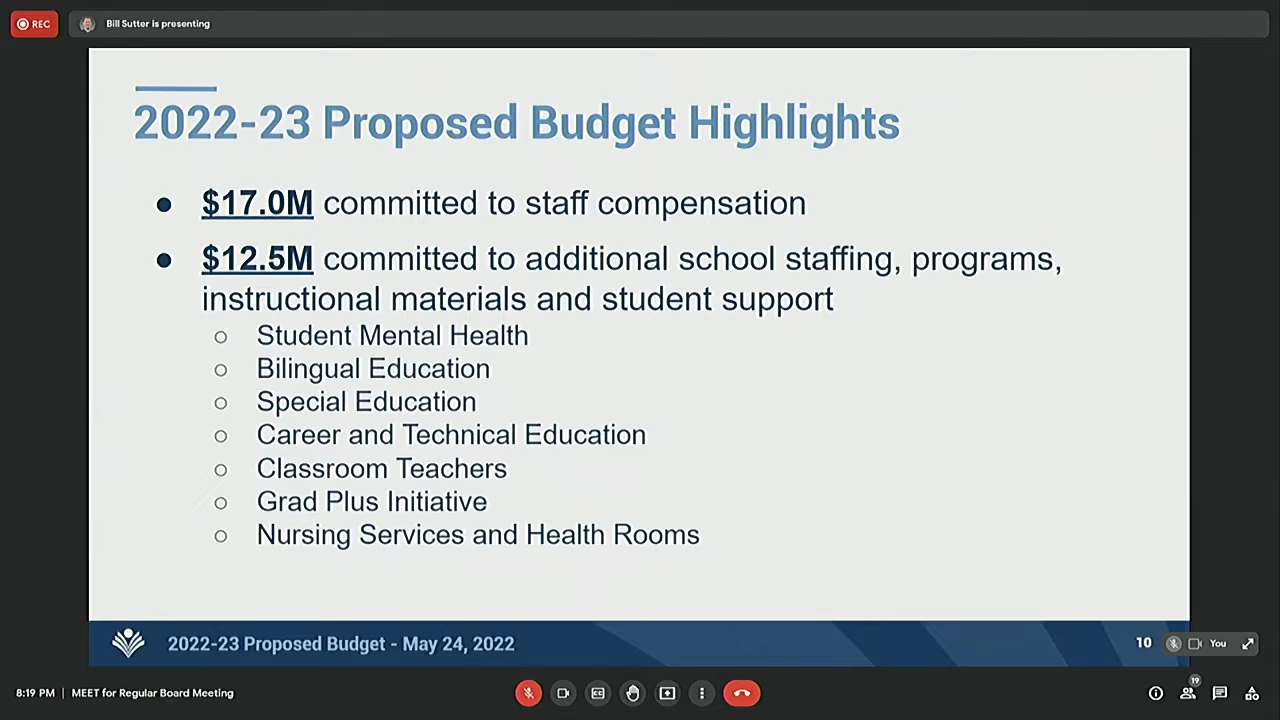 REC
Bill Sutter is presenting
2022-23 Proposed Budget Highlights
● $17.0M committed to staff compensation
● $12.5M committed to additional school staffing, programs,
instructional materials and student support
○ Student Mental Health
○ Bilingual Education
○ Special Education
○ Career and Technical Education
○ Classroom Teachers
○ Grad Plus Initiative
○ Nursing Services and Health Rooms
2022-23 Proposed Budget - May 24, 2022
10
You
8:19 PM | MEET for Regular Board Meeting
19